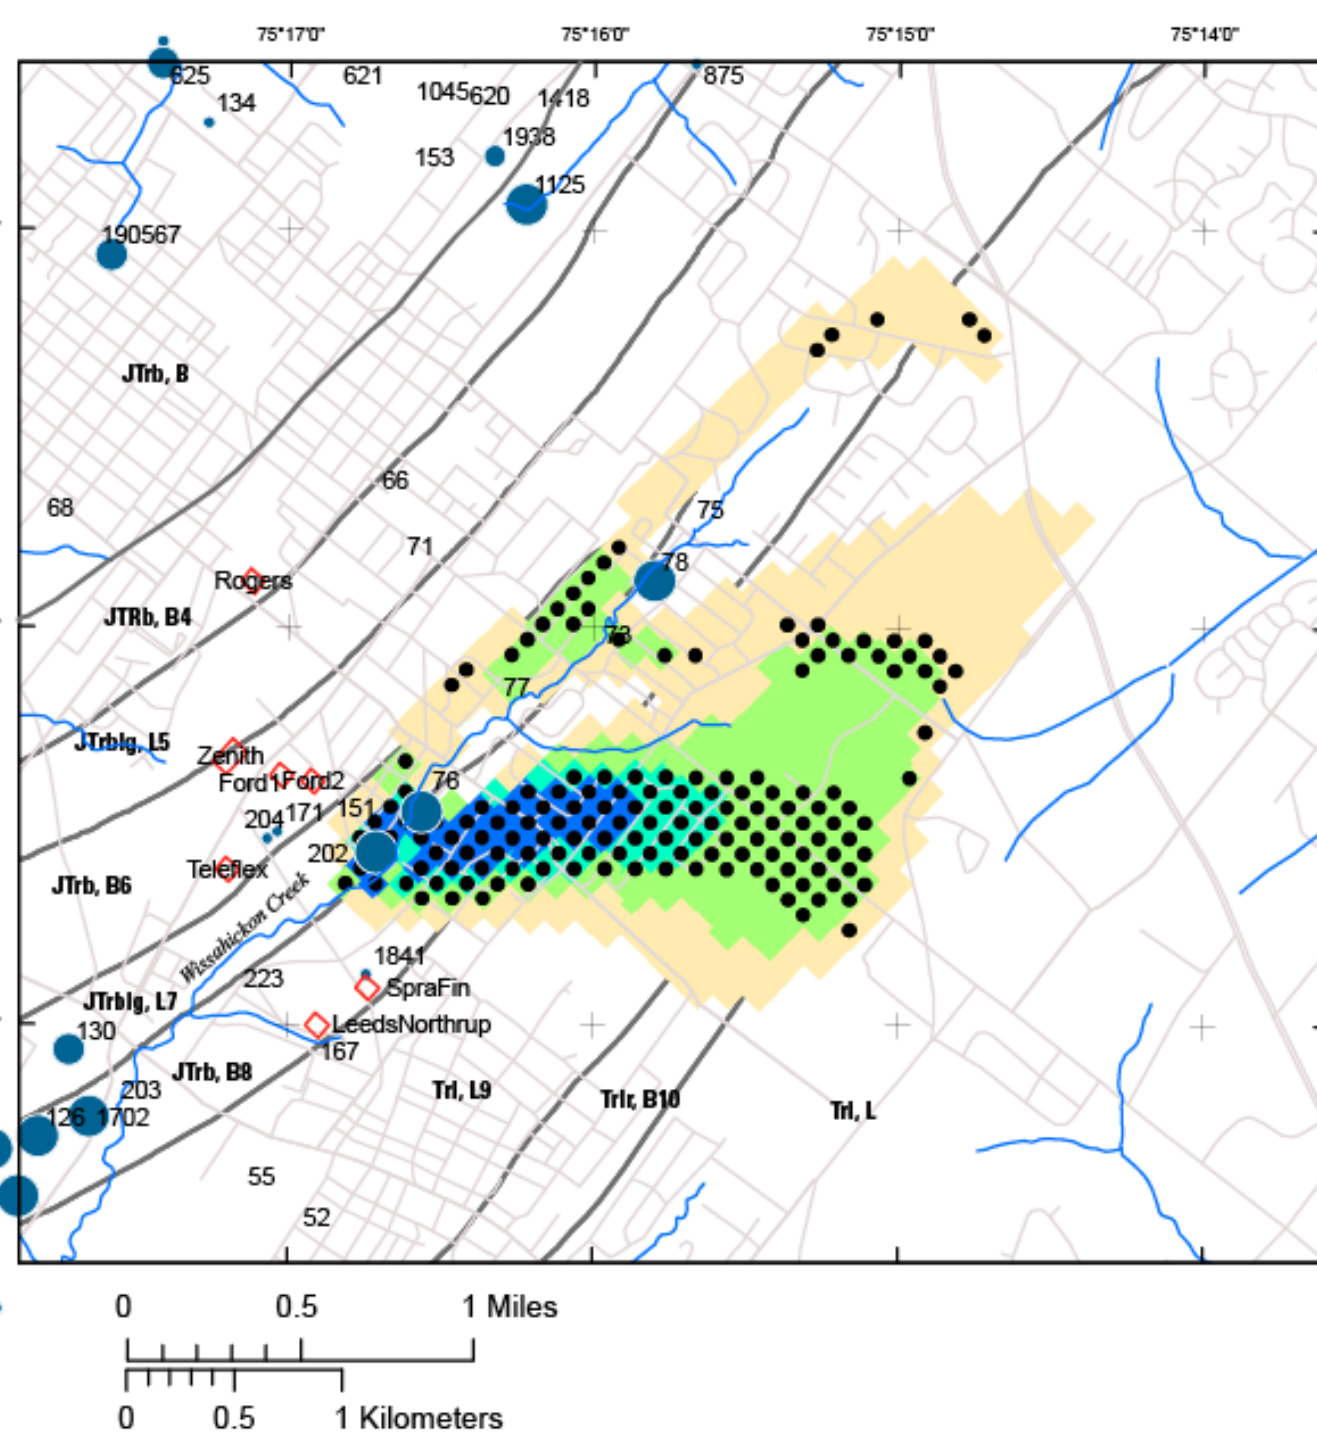 75°17'0" 75°16'0" 75°15'0" 75°14'0"
625 621 875
134 1045 620 1418
1938
153
1125
190567
JTrb, B
66
68
75
71
78
Rogers
JTRb, B4
73
77
JTrblg, L5
Zenith
Ford1 Ford2 76
204 171 151
202
Teleflex
JTrb, B6
Wissahickon Creek
1841
223
SpraFin
JTrblg, L7
130
LeedsNorthrup
167
JTrb, B8
203
Trl, L9
Trlr, B10
Trl, L
126 1702
55
52
0 0.5 1 Miles
0 0.5 1 Kilometers